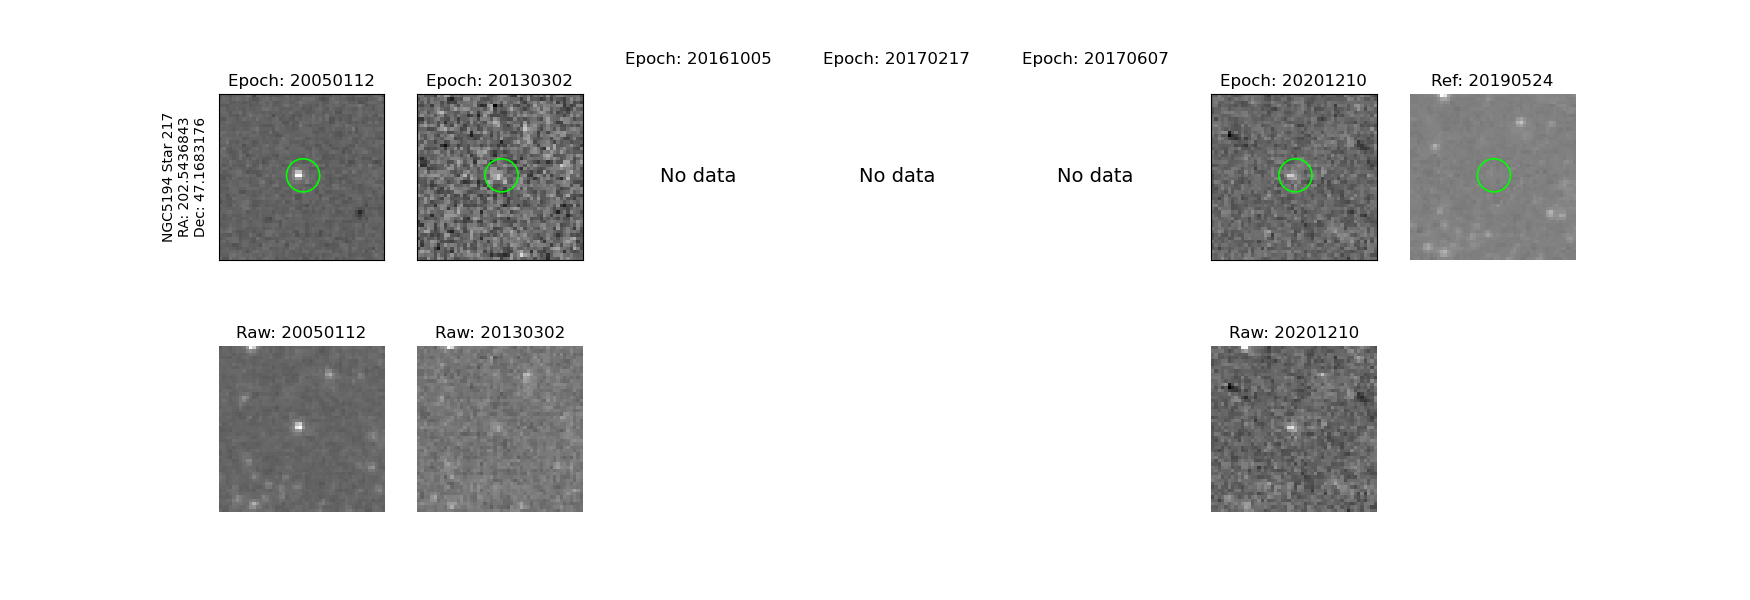 Epoch: 20161005
Epoch: 20170217
Epoch: 20170607
Epoch: 20050112
Epoch: 20130302
Epoch: 20201210
Ref: 20190524
NGC5194 Star 217
RA: 202.5436843
Dec: 47.1683176
No data
No data
No data
Raw: 20050112
Raw: 20130302
Raw: 20201210